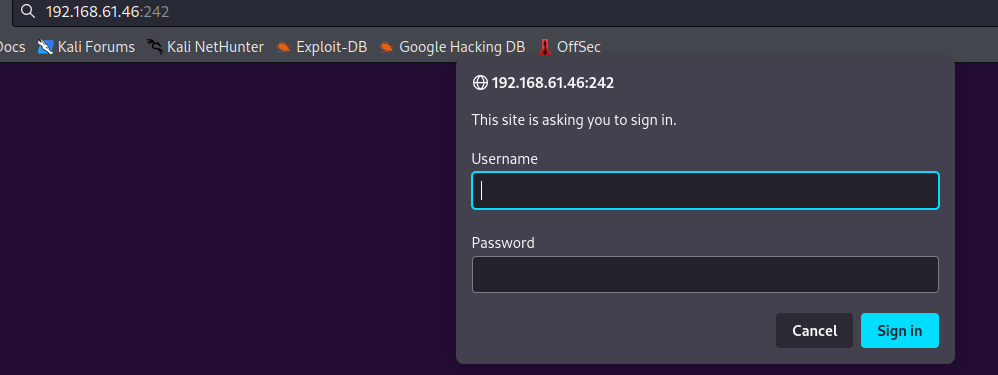 192.168.61.46:242
Docs Kali Forums Kali NetHunter Exploit-DB Google Hacking DB OffSec
192.168.61.46:242
This site is asking you to sign in.
Username
Password
Cancel Sign in